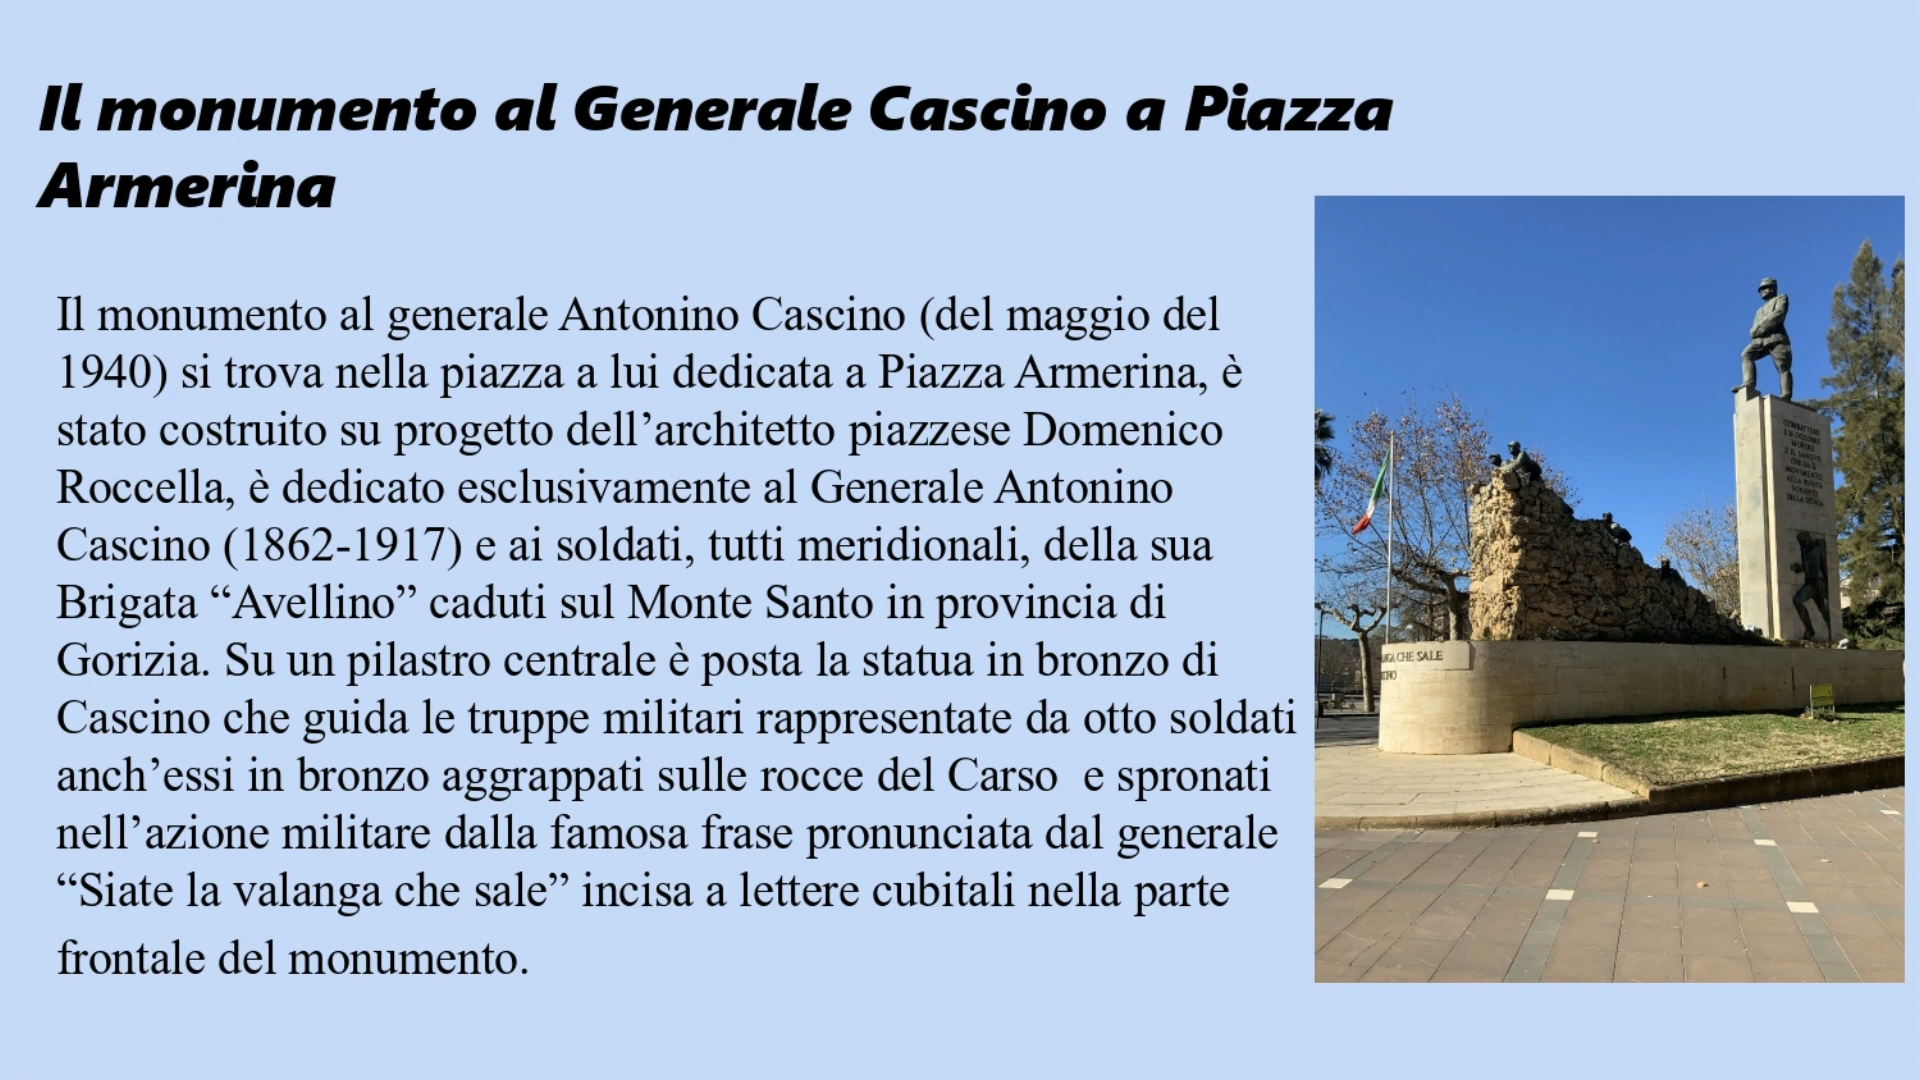 Il monumento al Generale Cascino a Piazza
Armerina
Il monumento al generale Antonino Cascino (del maggio del
1940) si trova nella piazza a lui dedicata a Piazza Armerina, è
stato costruito su progetto dell’architetto piazzese Domenico
Roccella, è dedicato esclusivamente al Generale Antonino
Cascino (1862-1917) e ai soldati, tutti meridionali, della sua
Brigata “Avellino” caduti sul Monte Santo in provincia di
Gorizia. Su un pilastro centrale è posta la statua in bronzo di
Cascino che guida le truppe militari rappresentate da otto soldati
anch’essi in bronzo aggrappati sulle rocce del Carso  e spronati
nell’azione militare dalla famosa frase pronunciata dal generale
“Siate la valanga che sale” incisa a lettere cubitali nella parte
frontale del monumento.
COMBATTERE
MORIRE
MOVIMENTO
ALLA RUOTA
CHE SALE